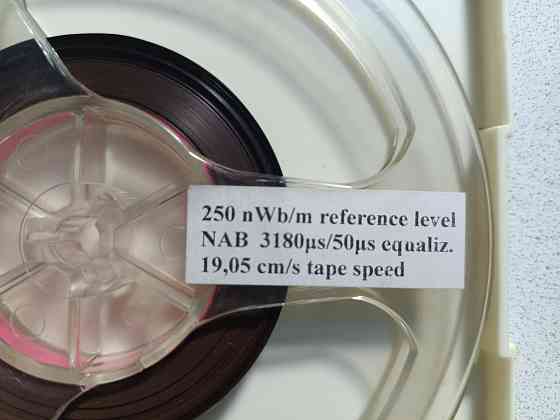 250 nWb/m reference level
NAB 3180µs/50µs equaliz.
19,05 cm/s tape speed